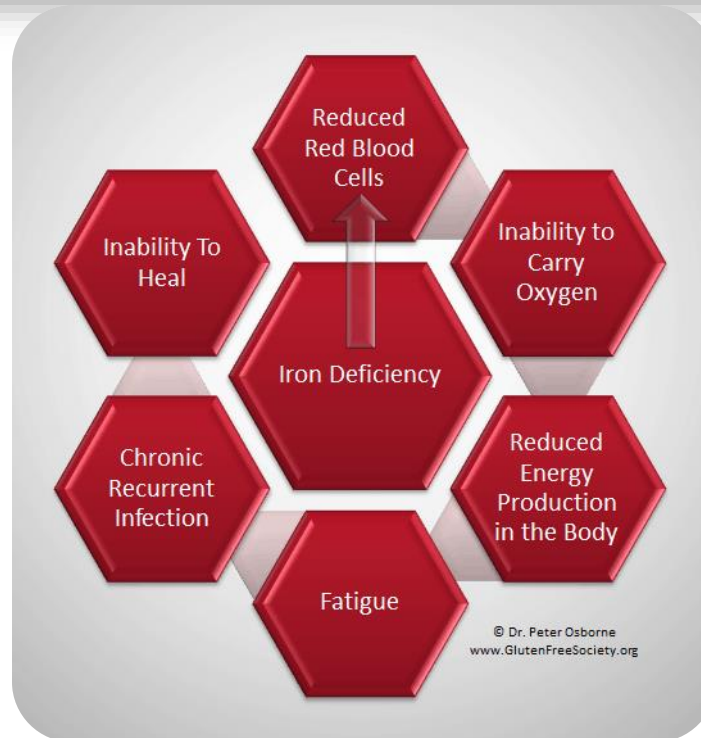 Reduced
Red Blood
Cells
Inability to
Carry
Oxygen
Reduced
Energy
Production
in the Body
Fatigue
Chronic
Recurrent
Infection
Inability To
Heal
Iron Deficiency
© Dr. Peter Osborne
www.GlutenFreeSociety.org